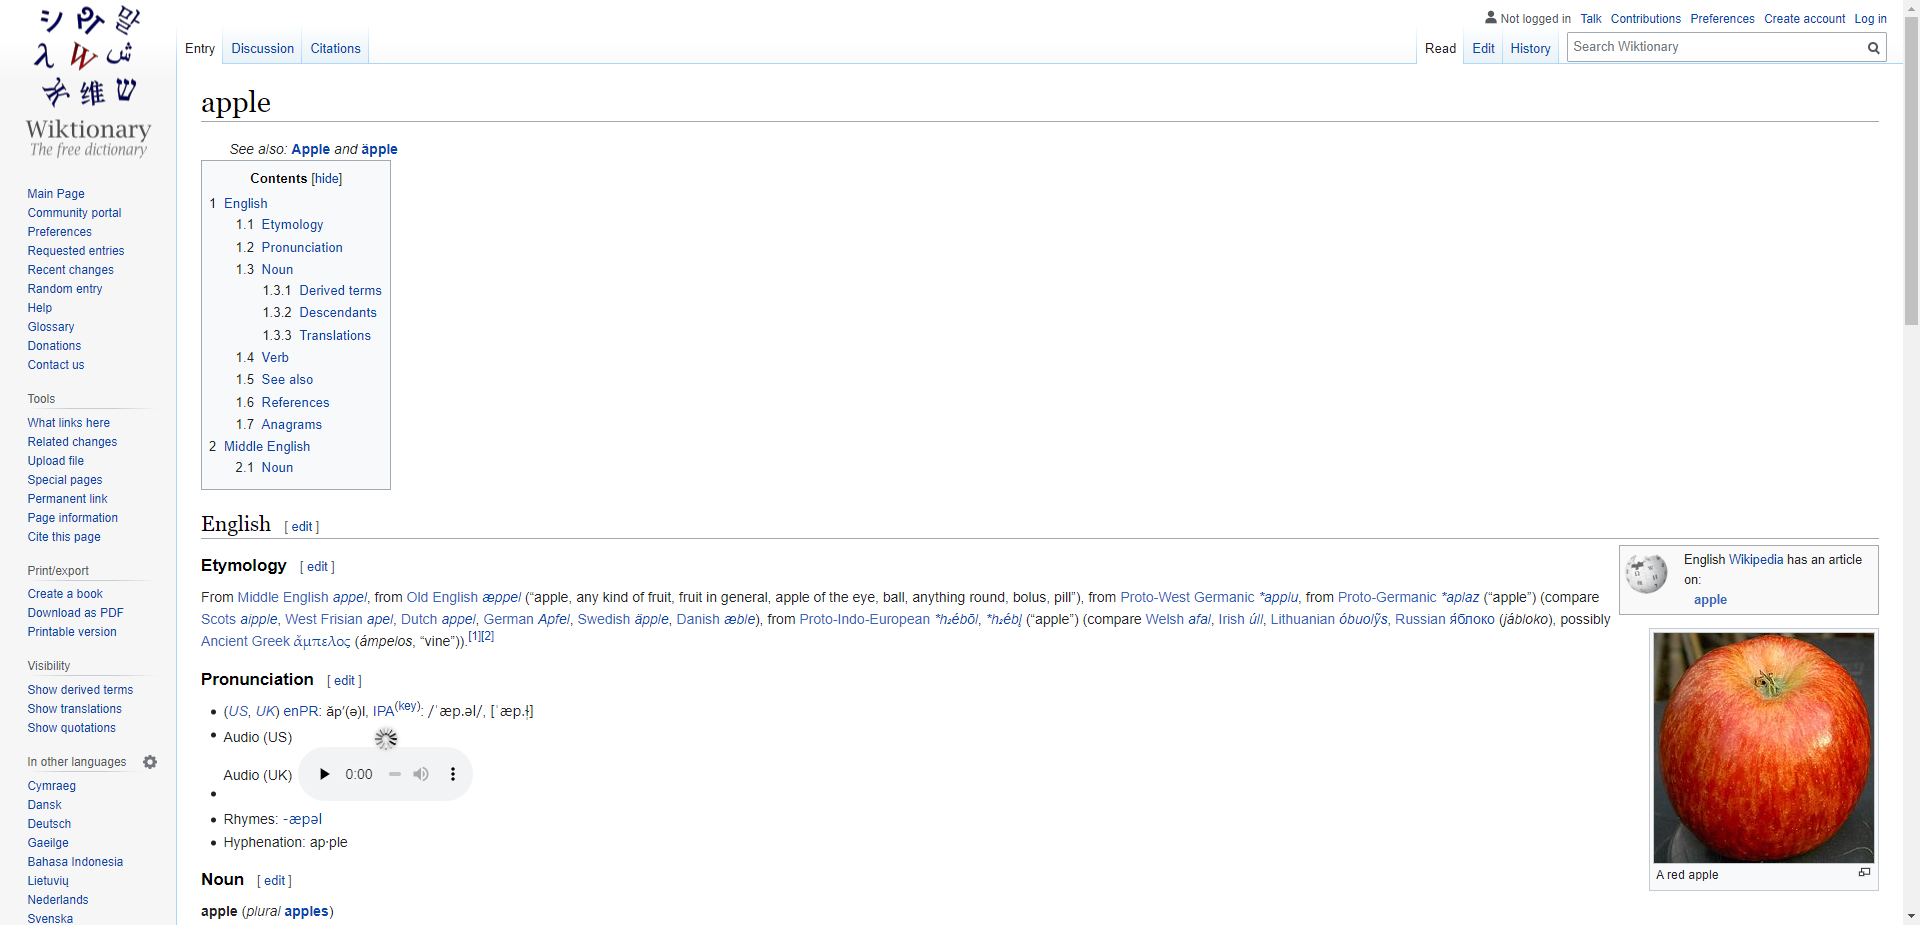 Wiktionary
The free dictionary
Not logged in Talk Contributions Preferences Create account Log in
Entry Discussion Citations
Read Edit History Search Wiktionary
Main Page
Community portal
Preferences
Requested entries
Recent changes
Random entry
Help
Glossary
Donations
Contact us
Tools
What links here
Related changes
Upload file
Special pages
Permanent link
Page information
Cite this page
Print/export
Create a book
Download as PDF
Printable version
Visibility
Show derived terms
Show translations
Show quotations
In other languages
Cymraeg
Dansk
Deutsch
Gaeilge
Bahasa Indonesia
Lietuvių
Nederlands
Svenska
apple
See also: Apple and äpple
Contents [hide]
1 English
1.1 Etymology
1.2 Pronunciation
1.3 Noun
1.3.1 Derived terms
1.3.2 Descendants
1.3.3 Translations
1.4 Verb
1.5 See also
1.6 References
1.7 Anagrams
2 Middle English
2.1 Noun
English [ edit ]
Etymology [ edit ]
From Middle English appel, from Old English æppel (“apple, any kind of fruit, fruit in general, apple of the eye, ball, anything round, bolus, pill”), from Proto-West Germanic *applu, from Proto-Germanic *aplaz (“apple”) (compare
Scots aipple, West Frisian apel, Dutch appel, German Apfel, Swedish äpple, Danish æble), from Proto-Indo-European *h₂ébōl, *h₂ébl̥ (“apple”) (compare Welsh afal, Irish úll, Lithuanian óbuolỹs, Russian я́блоко (jábloko), possibly
Ancient Greek ἄμπελος (ámpelos, “vine”)).[1][2]
English Wikipedia has an article
on:
apple
Pronunciation [ edit ]
(US, UK) enPR: ăp′(ə)l, IPA(key): /ˈæp.əl/, [ˈæp.ɫ̩]
Audio (US)
Audio (UK) 0:00
Rhymes: -æpəl
Hyphenation: ap‧ple
A red apple
Noun [ edit ]
apple (plural apples)